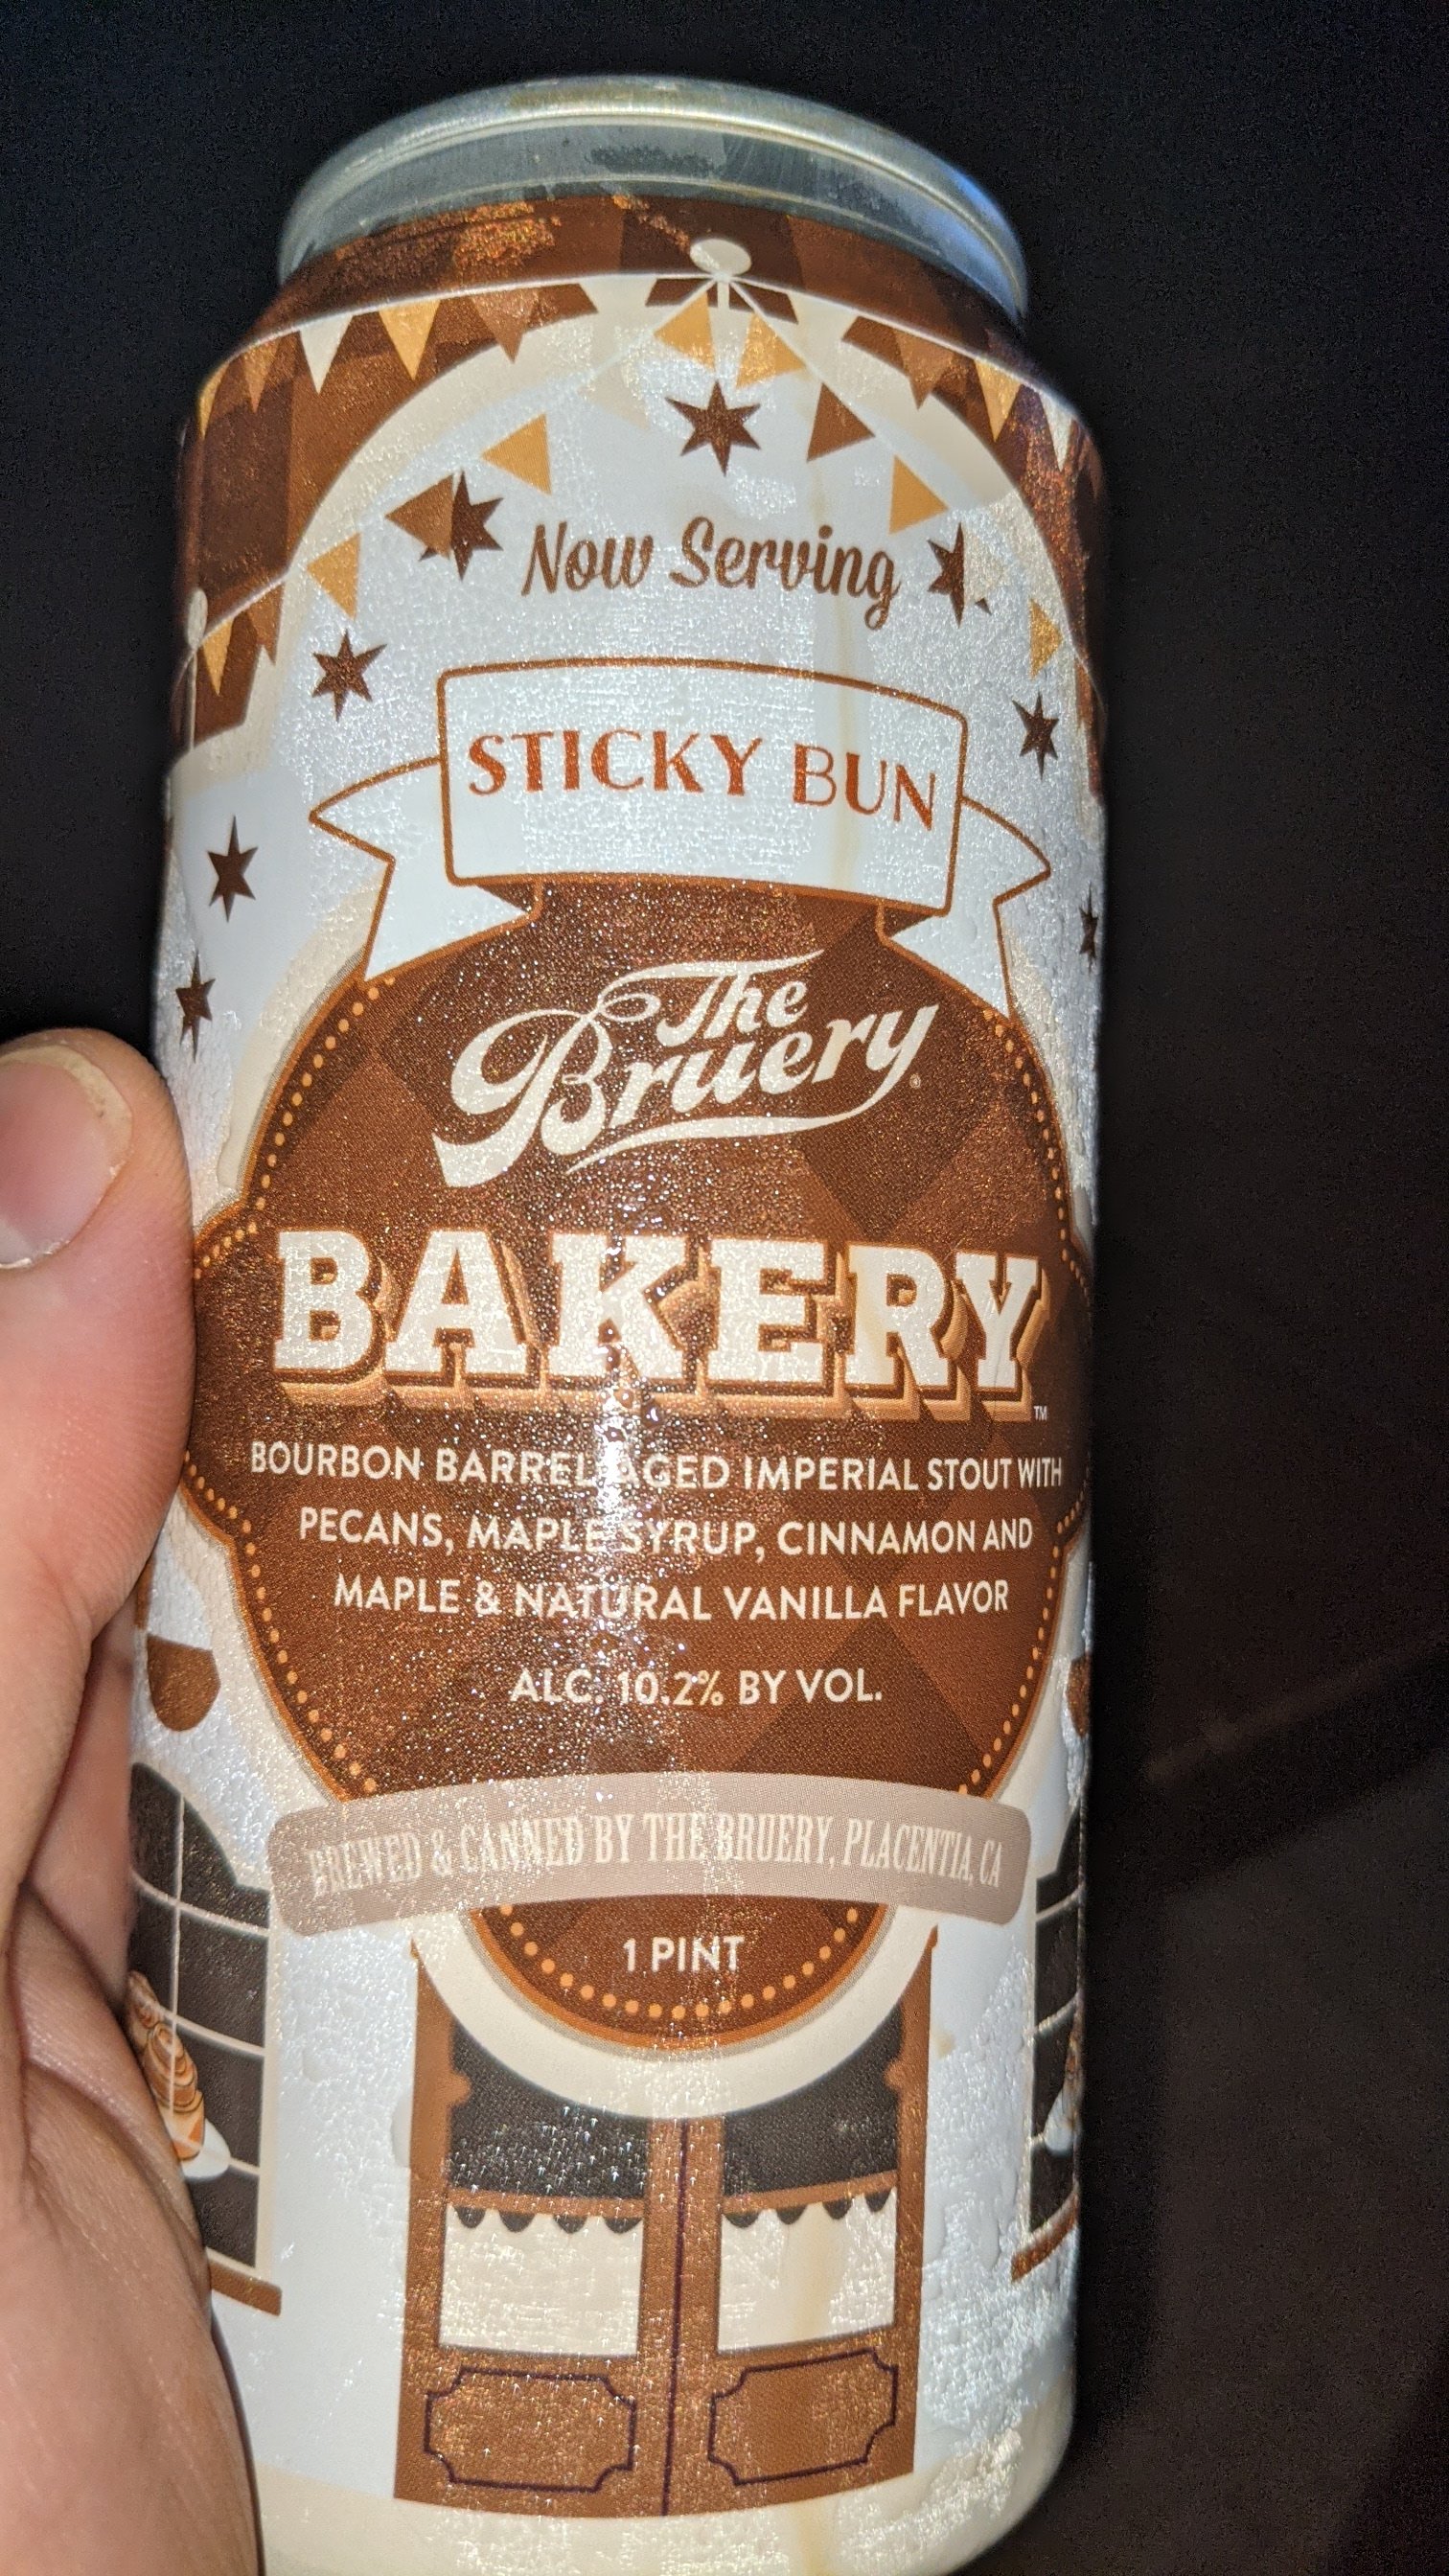 Now Serving
STICKY BUN
The
Bruery®
BAKERY™
BOURBON BARREL AGED IMPERIAL STOUT WITH
PECANS, MAPLE SYRUP, CINNAMON AND
MAPLE & NATURAL VANILLA FLAVOR
ALC. 10.2% BY VOL.
BREWED & CANNED BY THE BRUERY, PLACENTIA, CA
1 PINT